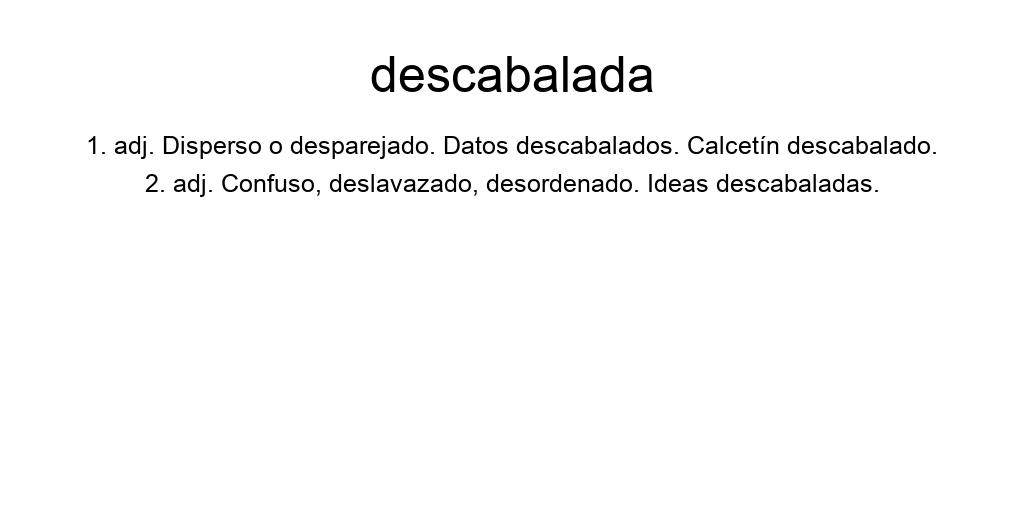 descabalada
1. adj. Disperso o desparejado. Datos descabalados. Calcetín descabalado.
2. adj. Confuso, deslavazado, desordenado. Ideas descabaladas.